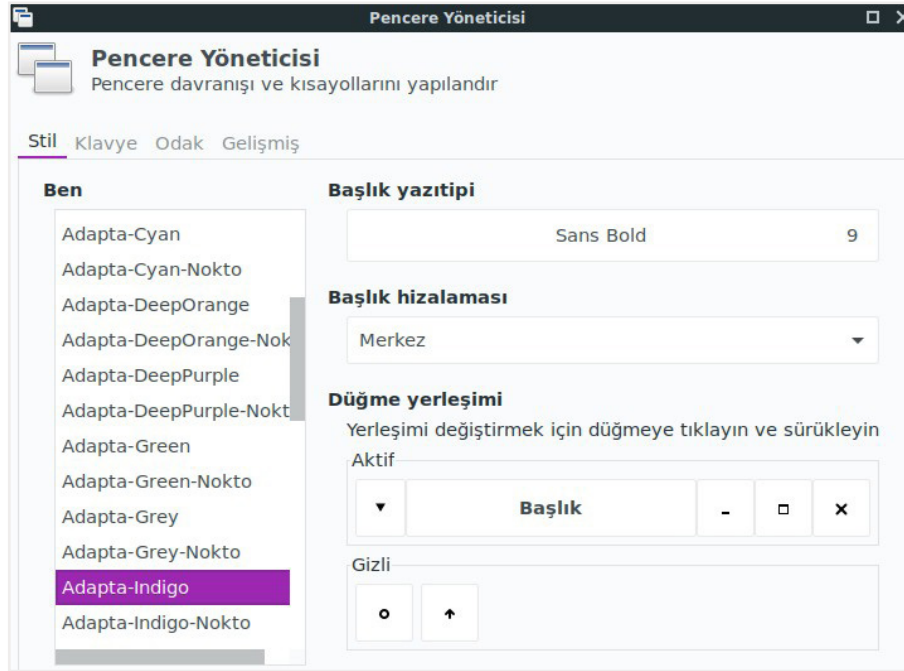 Pencere Yöneticisi
Pencere Yöneticisi
Pencere davranışı ve kısayollarını yapılandır
Stil Klavye Odak Gelişmiş
Ben
Adapta-Cyan
Adapta-Cyan-Nokto
Adapta-DeepOrange
Adapta-DeepOrange-Nok
Adapta-DeepPurple
Adapta-DeepPurple-Nokt
Adapta-Green
Adapta-Green-Nokto
Adapta-Grey
Adapta-Grey-Nokto
Adapta-Indigo
Adapta-Indigo-Nokto
Başlık yazıtipi
Sans Bold 9
Başlık hizalaması
Merkez
Düğme yerleşimi
Yerleşimi değiştirmek için düğmeye tıklayın ve sürükleyin
Aktif
Başlık
Gizli